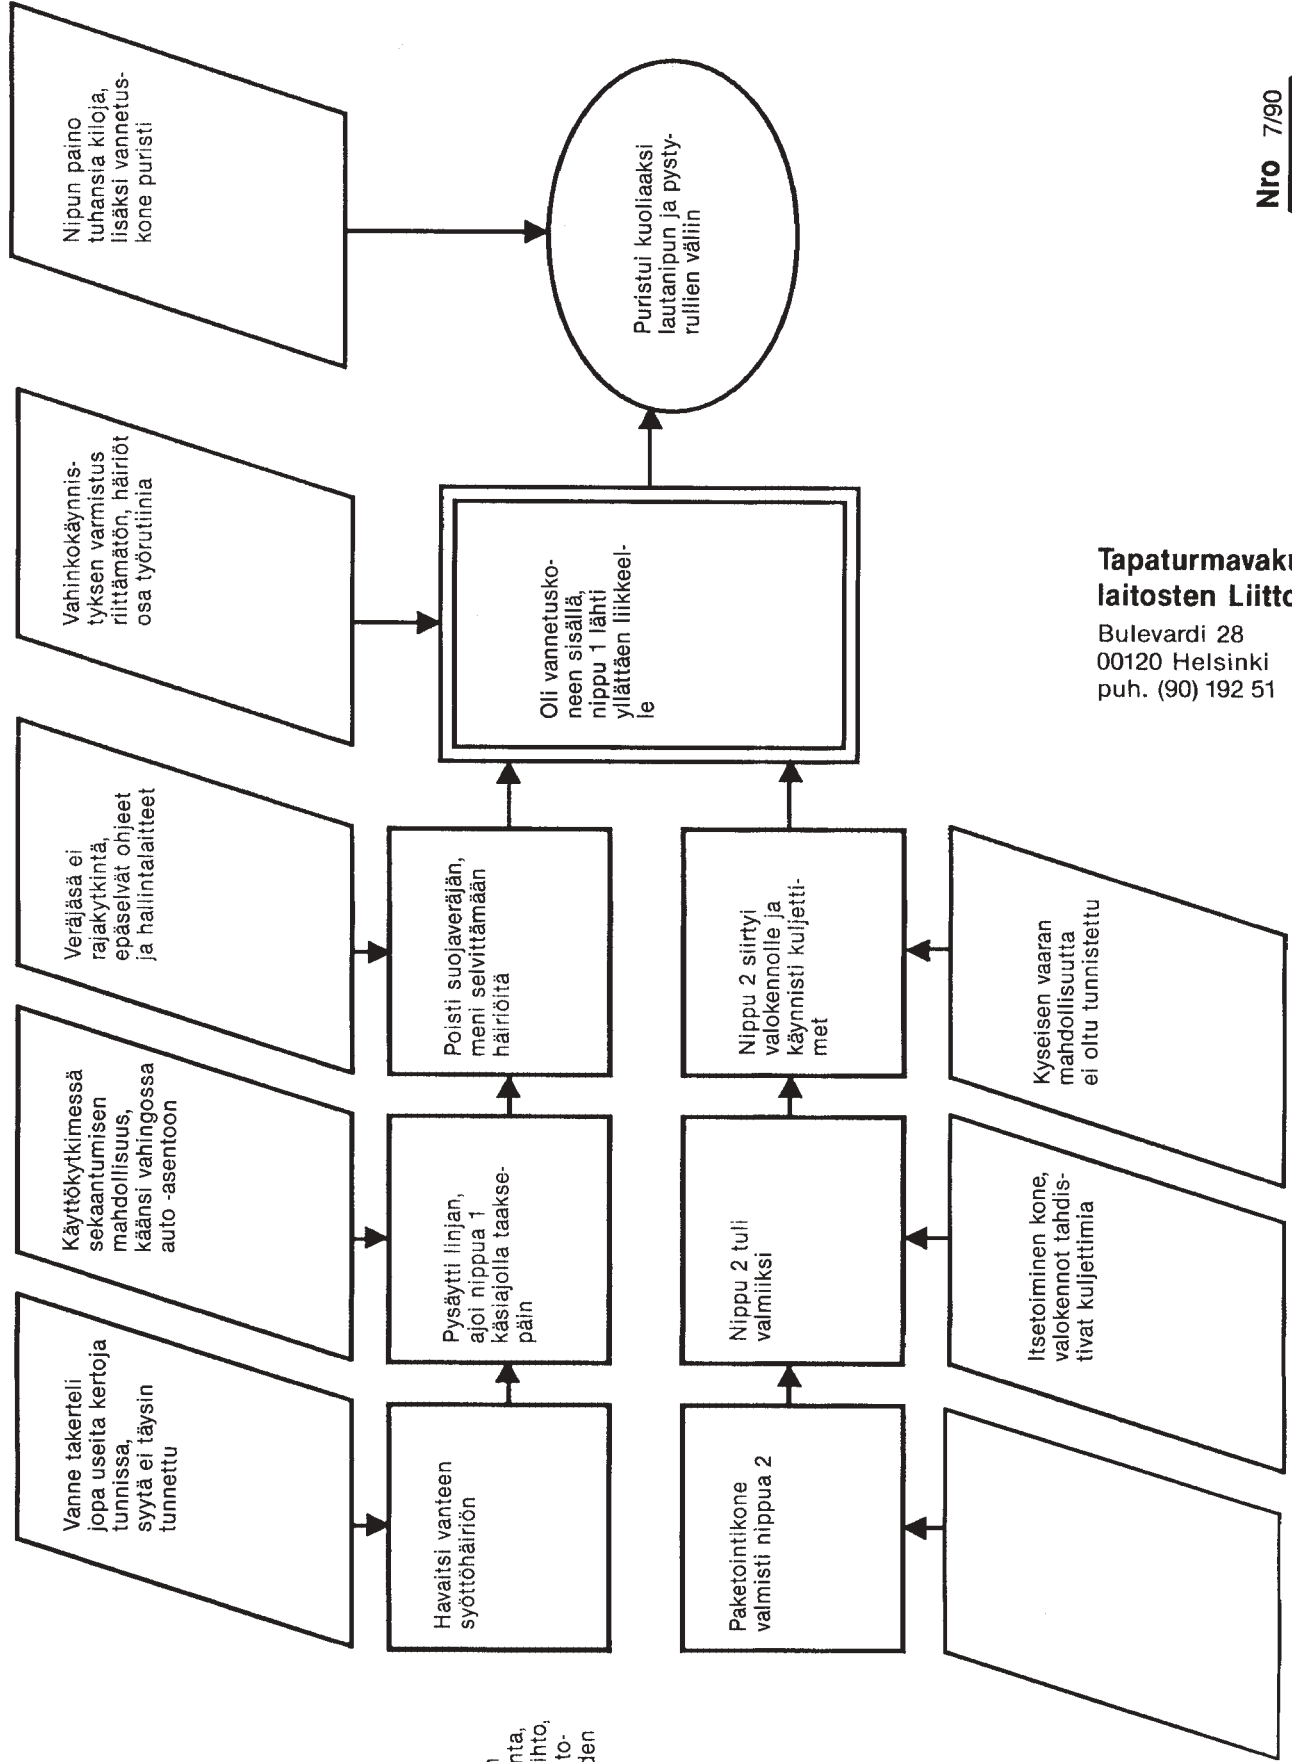 Vanne takerteli
jopa useita kertoja
tunnissa,
syytä ei täysin
tunnettu
Käyttökytkimessä
sekaantumisen
mahdollisuus,
käänsi vahingossa
auto -asentoon
Veräjäsä ei
rajakytkintä,
epäselvät ohjeet
ja hallintalaitteet
Vahinkokäynnis-
tyksen varmistus
riittämätön, häiriöt
osa työrutiinia
Nipun paino
tuhansia kiloja,
lisäksi vannetus-
kone puristi
Havaitsi vanteen
syöttöhäiriön
Pysäytti linjan,
ajoi nippua 1
käsiajolla taakse-
päin
Poisti suojaveräjän,
meni selvittämään
häiriöitä
Oli vannetusko-
neen sisällä,
nippu 1 lähti
yllättäen liikkeel-
le
Puristui kuoliaaksi
lautanipun ja pysty-
rullien väliin
Paketointikone
valmisti nippua 2
Nippu 2 tuli
valmiiksi
Nippu 2 siirtyi
valokennolle ja
käynnisti kuljetti-
met
Itsetoiminen kone,
valokennot tahdis-
tivat kuljettimia
Kyseisen vaaran
mahdollisuutta
ei oltu tunnistettu
nta,
ihto,
to-
den
Tapaturmavaku
laitosten Liitto
Bulevardi 28
00120 Helsinki
puh. (90) 192 51
Nro 7/90